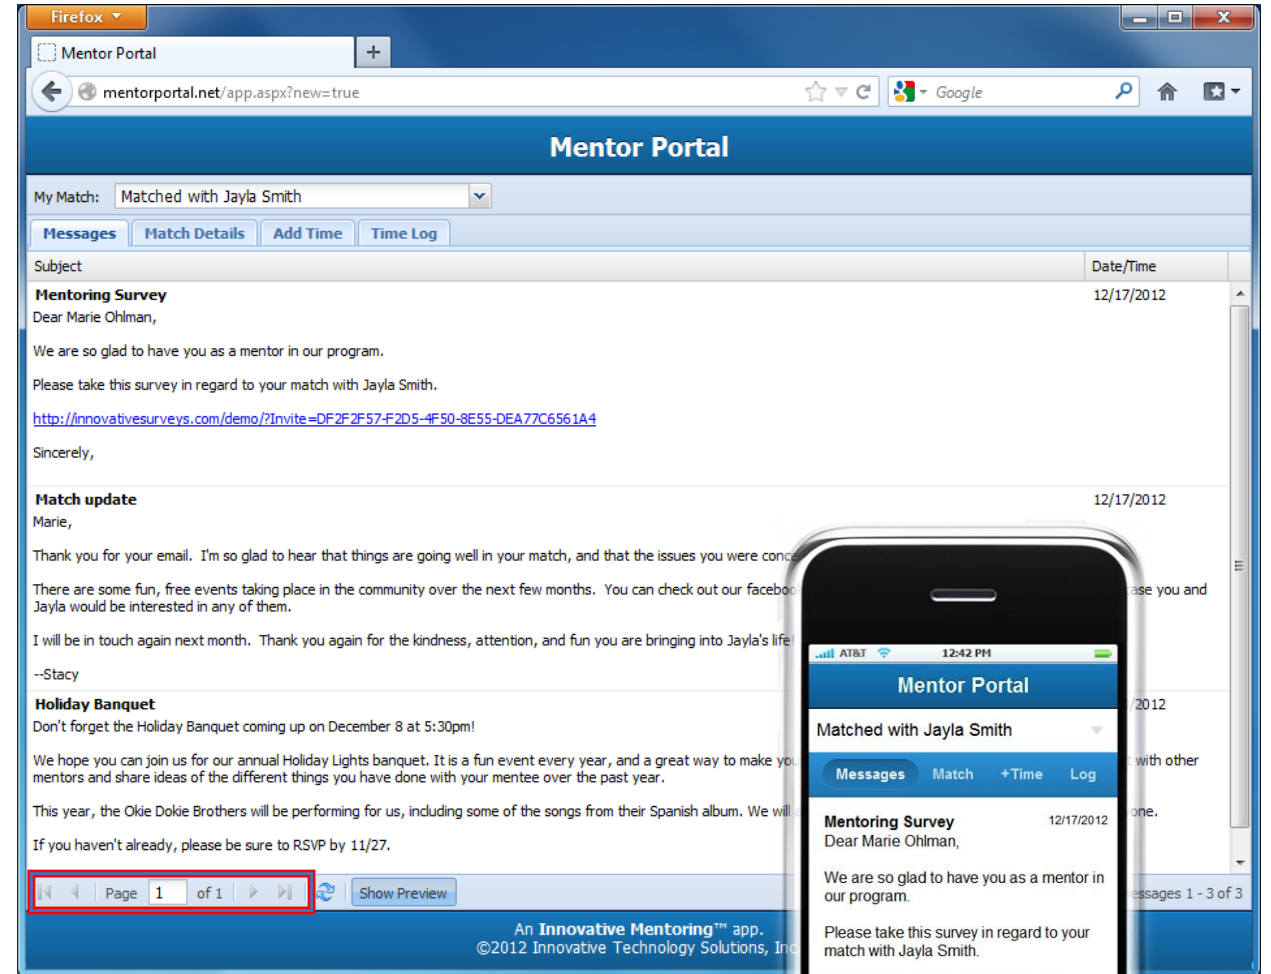 Firefox
Mentor Portal
mentorportal.net/app.aspx?new=true
Google
Mentor Portal
My Match: Matched with Jayla Smith
Messages Match Details Add Time Time Log
Subject Date/Time
Mentoring Survey 12/17/2012
Dear Marie Ohlman,
We are so glad to have you as a mentor in our program.
Please take this survey in regard to your match with Jayla Smith.
http://innovativesurveys.com/demo/?Invite=DF2F2F57-F2D5-4F50-8E55-DEA77C6561A4
Sincerely,
Match update 12/17/2012
Marie,
Thank you for your email. I'm so glad to hear that things are going well in your match, and that the issues you were
There are some fun, free events taking place in the community over the next few months. You can check out our you and
Jayla would be interested in any of them.
I will be in touch again next month. Thank you again for the kindness, attention, and fun you are bringing into Jayla's life!
--Stacy
Holiday Banquet /2012
Don't forget the Holiday Banquet coming up on December 8 at 5:30pm!
We hope you can join us for our annual Holiday Lights banquet. It is a fun event every year, and a great way to make with other
mentors and share ideas of the different things you have done with your mentee over the past year.
This year, the Okie Dokie Brothers will be performing for us, including some of the songs from their Spanish album. We will
If you haven't already, please be sure to RSVP by 11/27.
Page 1 of 1 Show Preview 1 - 3 of 3
An Innovative Mentoring™ app.
©2012 Innovative Technology Solutions,
AT&T 12:42 PM
Mentor Portal
Matched with Jayla Smith
Messages Match +Time Log
Mentoring Survey 12/17/2012
Dear Marie Ohlman,
We are so glad to have you as a mentor in
our program.
Please take this survey in regard to your
match with Jayla Smith.